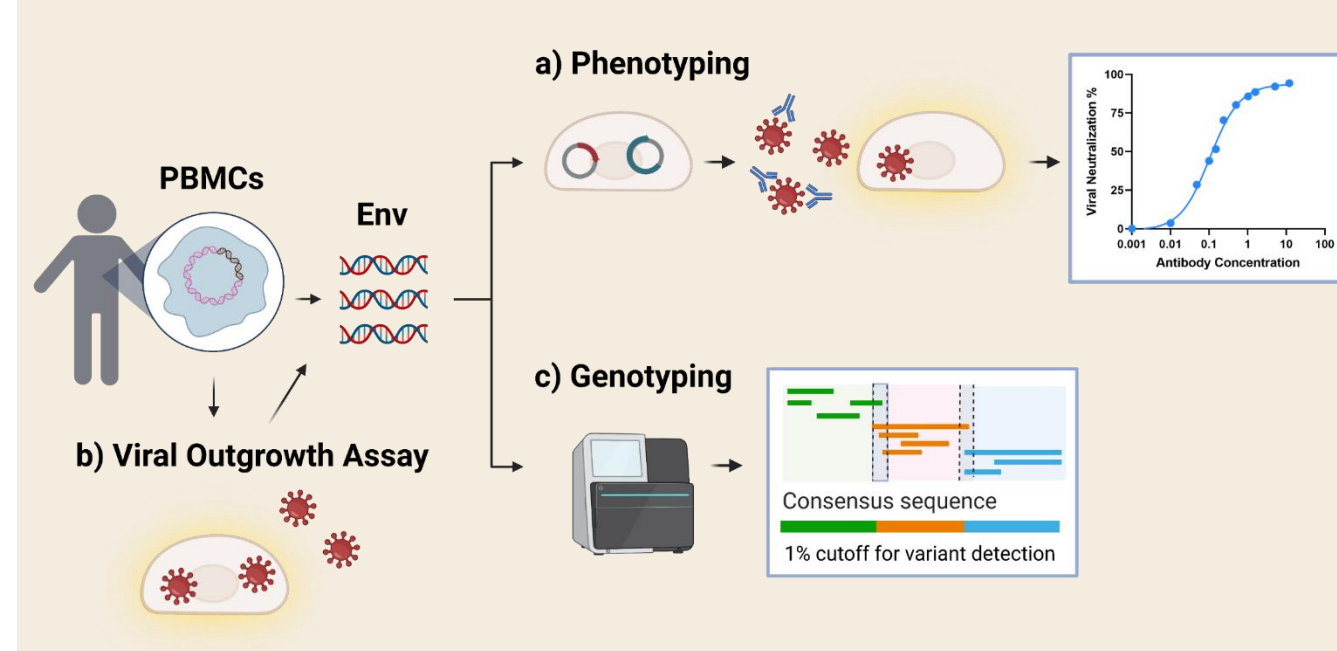 a) Phenotyping
PBMCs
Env
b) Viral Outgrowth Assay
Viral Neutralization %
100
75
50
25
0
0.001 0.01 0.1 1 10 100
Antibody Concentration
c) Genotyping
Consensus sequence
1% cutoff for variant detection